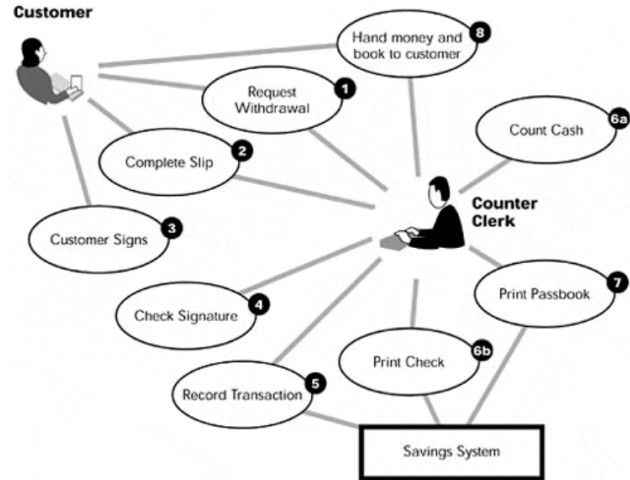 Customer
Hand money and
book to customer
8
Request
Withdrawal
1
6a
Count Cash
Complete Slip
2
Counter
Clerk
Customer Signs
3
Print Passbook
7
Check Signature
4
Print Check
6b
Record Transaction
5
Savings System